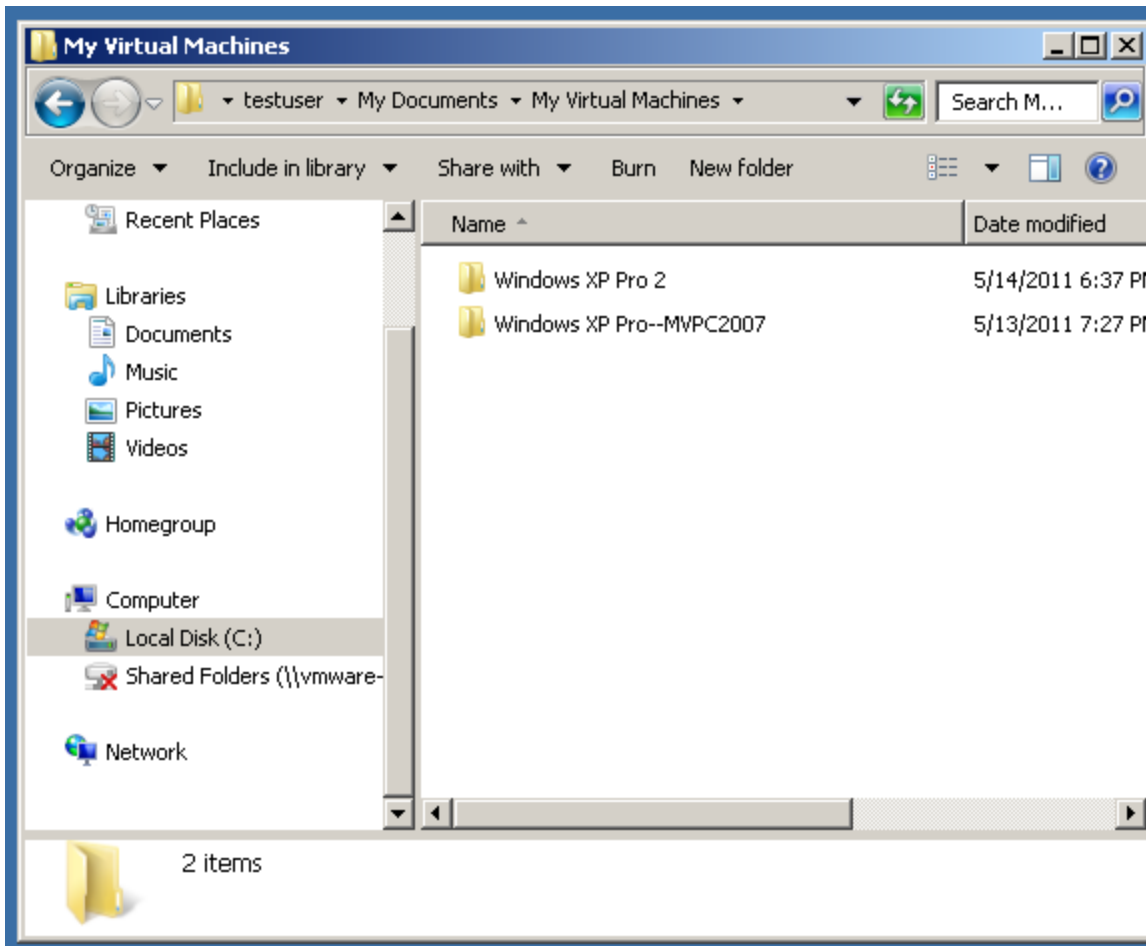 My Virtual Machines
testuser My Documents My Virtual Machines Search M...
Organize Include in library Share with Burn New folder
Recent Places
Libraries
Documents
Music
Pictures
Videos
Homegroup
Computer
Local Disk (C:)
Shared Folders (\\vmware-
Network
Name Date modified
Windows XP Pro 2 5/14/2011 6:37 PM
Windows XP Pro--MVPC2007 5/13/2011 7:27 PM
2 items